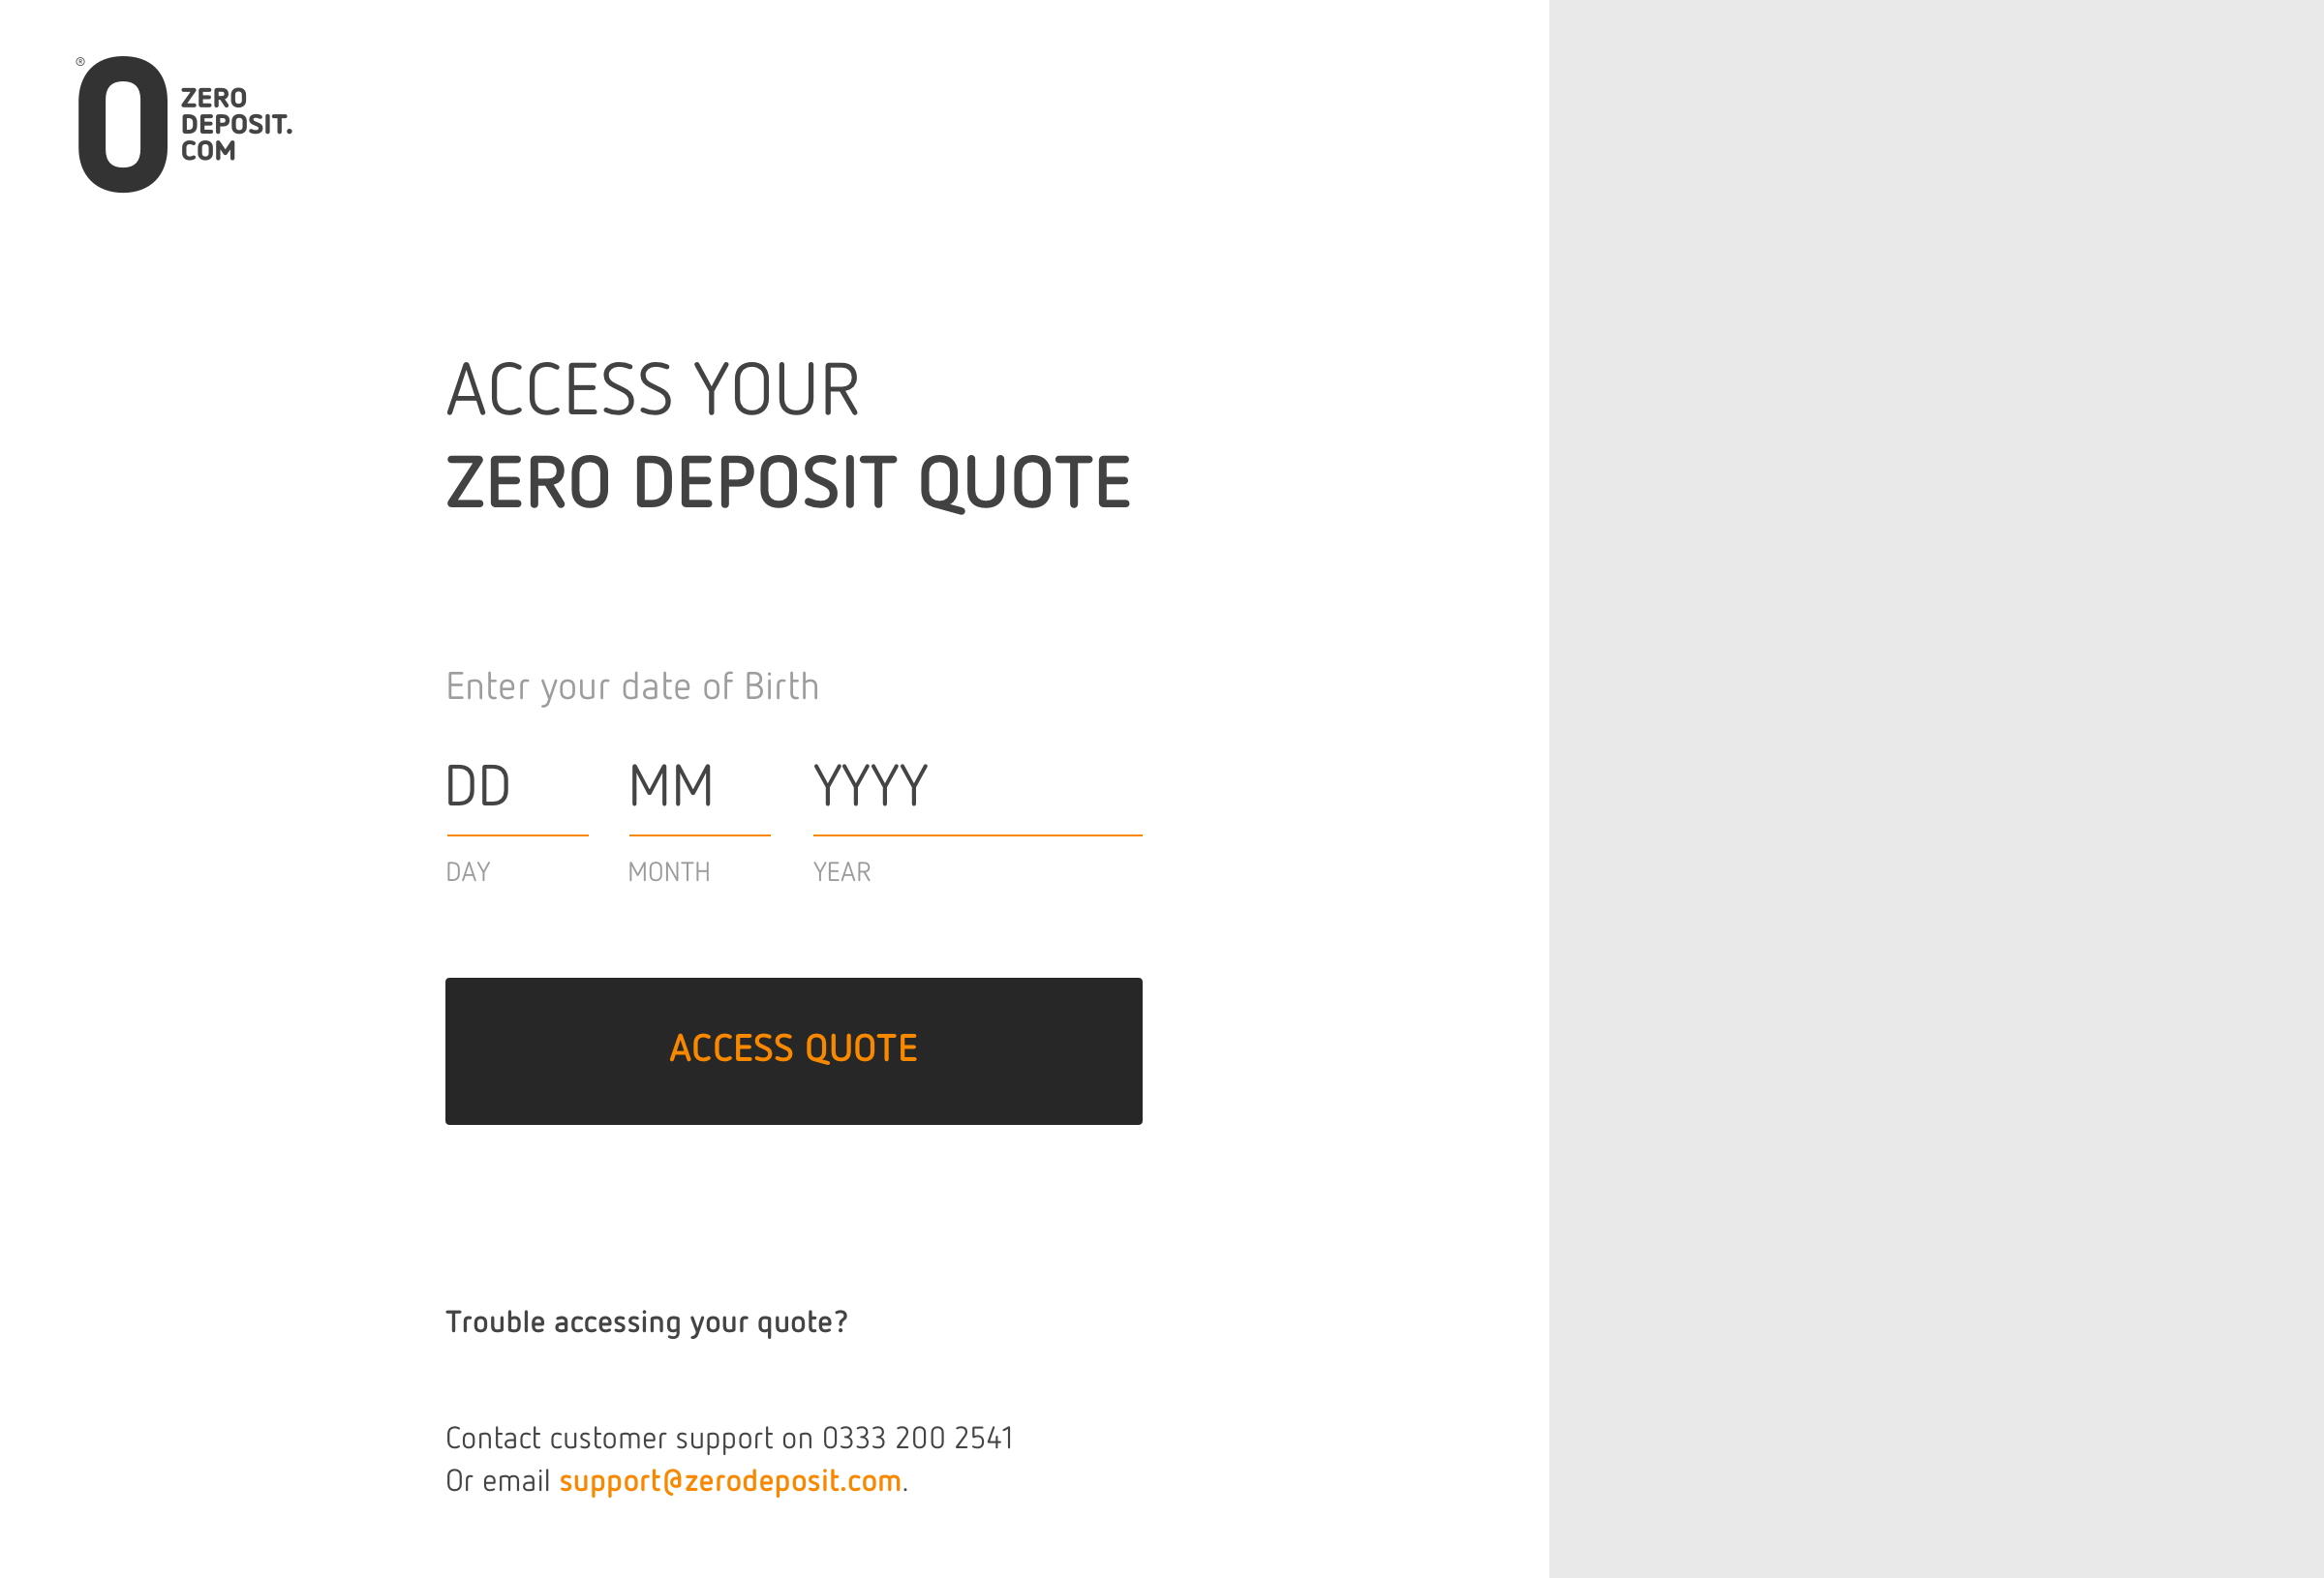 ®
0
ZERO
DEPOSIT.
COM
ACCESS YOUR
ZERO DEPOSIT QUOTE
Enter your date of Birth
DD MM YYYY
DAY MONTH YEAR
ACCESS QUOTE
Trouble accessing your quote?
Contact customer support on 0333 200 2541
Or email support@zerodeposit.com.